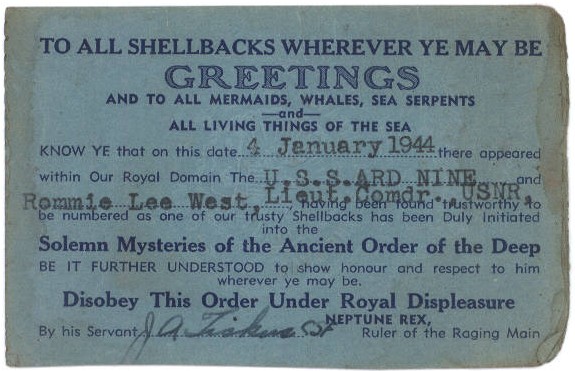 TO ALL SHELLBACKS WHEREVER YE MAY BE
GREETINGS
AND TO ALL MERMAIDS, WHALES, SEA SERPENTS
—and—
ALL LIVING THINGS OF THE SEA
KNOW YE that on this date 4 January 1944 there appeared
within Our Royal Domain The U.S.S.ARD NINE and
Rommie Lee West, Lieut.Comdr. USNR, having been found trustworthy to
be numbered as one of our trusty Shellbacks has been Duly Initiated
into the
Solemn Mysteries of the Ancient Order of the Deep
BE IT FURTHER UNDERSTOOD to show honour and respect to him
wherever ye may be.
Disobey This Order Under Royal Displeasure
NEPTUNE REX,
By his Servant J A Ruler of the Raging Main